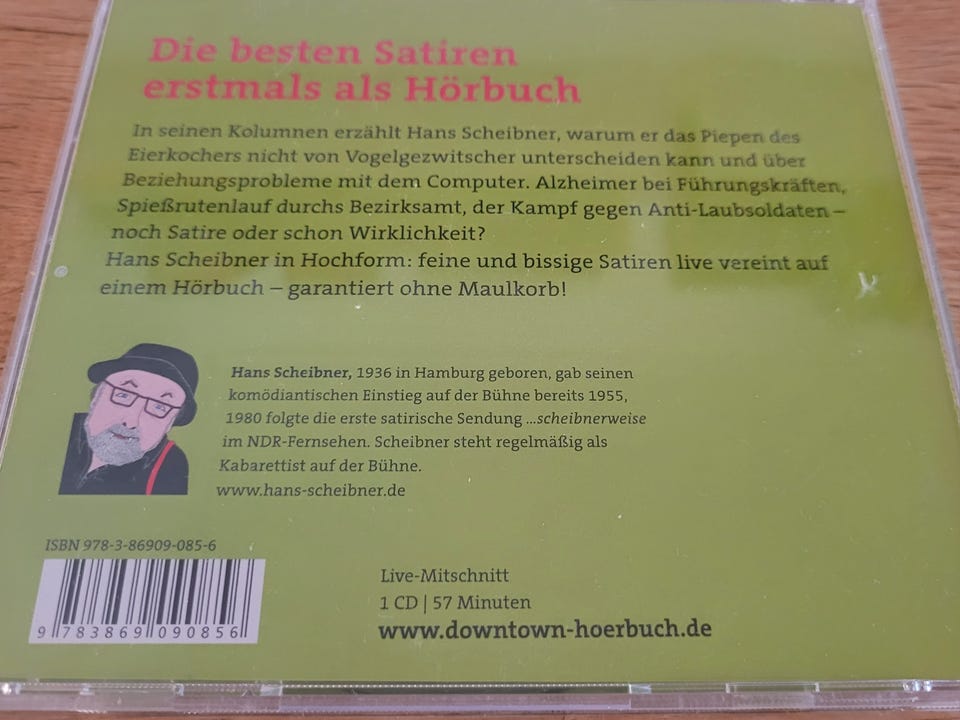 Die besten Satiren
erstmals als Hörbuch
In seinen Kolumnen erzählt Hans Scheibner, warum er das Piepen des
Eierkochers nicht von Vogelgezwitscher unterscheiden kann und über
Beziehungsprobleme mit dem Computer. Alzheimer bei Führungskräften,
Spießrutenlauf durchs Bezirksamt, der Kampf gegen Anti-Laubsoldaten –
noch Satire oder schon Wirklichkeit?
Hans Scheibner in Hochform: feine und bissige Satiren live vereint auf
einem Hörbuch – garantiert ohne Maulkorb!
Hans Scheibner, 1936 in Hamburg geboren, gab seinen
komödiantischen Einstieg auf der Bühne bereits 1955,
1980 folgte die erste satirische Sendung ...scheibnerweise
im NDR-Fernsehen. Scheibner steht regelmäßig als
Kabarettist auf der Bühne.
www.hans-scheibner.de
ISBN 978-3-86909-085-6
9 783869 090856
Live-Mitschnitt
1 CD | 57 Minuten
www.downtown-hoerbuch.de